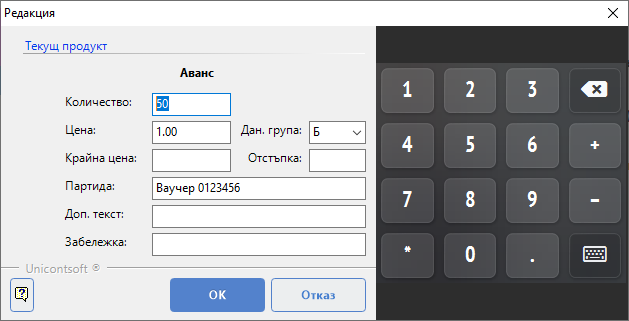 Редакция
Текущ продукт
Аванс
Количество: 50
Цена: 1.00 Дан. група: Б
Крайна цена: Отстъпка:
Партида: Ваучер 0123456
Доп. текст:
Забележка:
Unicontsoft ®
? ОК Отказ
1 2 3
4 5 6 +
7 8 9 -
* 0 .